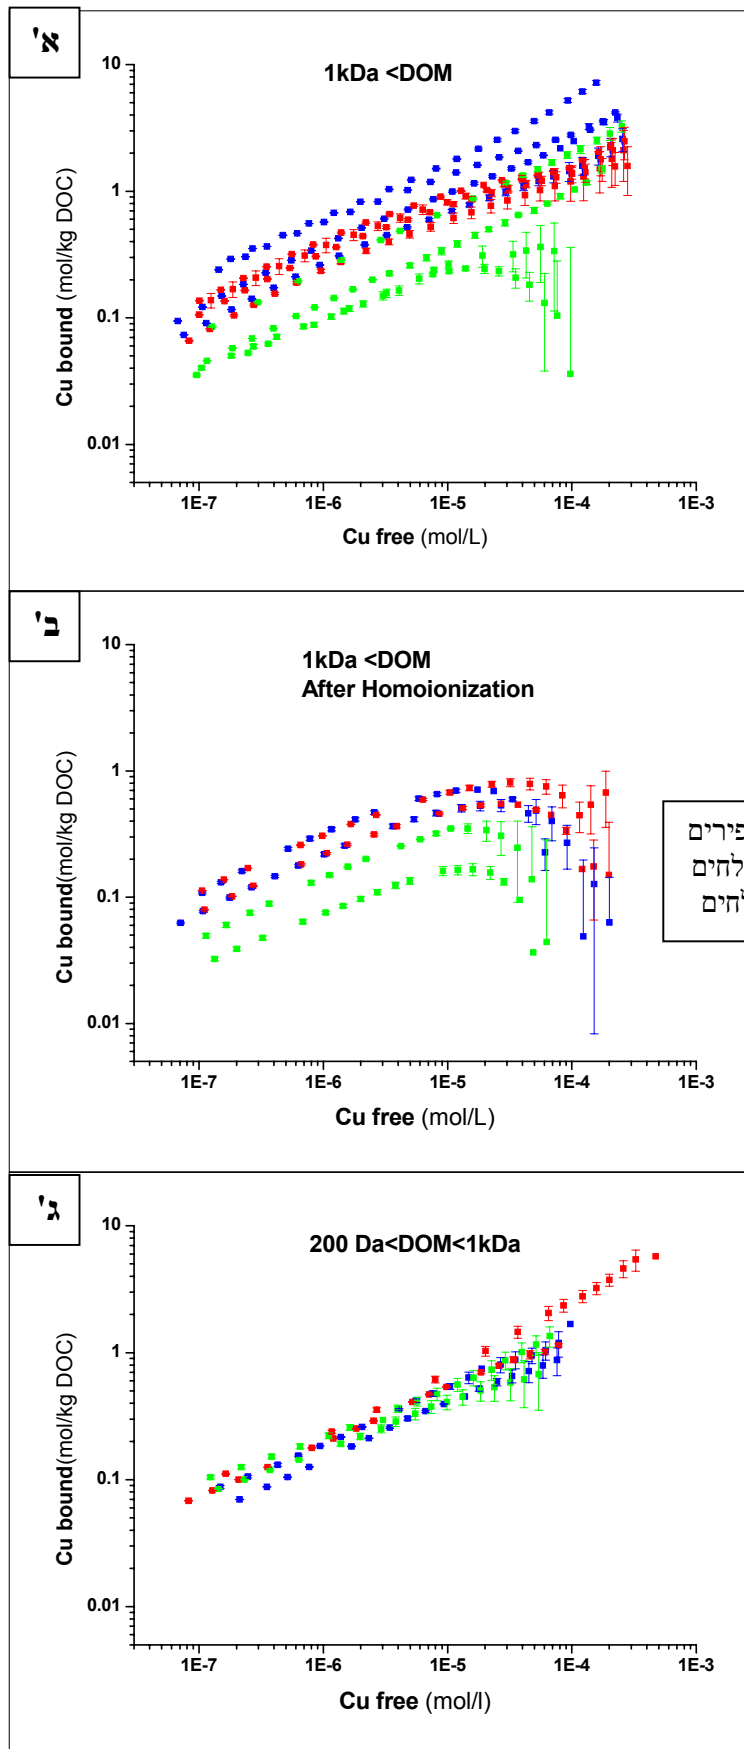 א'
1kDa <DOM
10
1
0.1
0.01
Cu bound (mol/kg DOC)
1E-7 1E-6 1E-5 1E-4 1E-3
Cu free (mol/L)
ב'
1kDa <DOM
After Homoionization
10
1
0.1
0.01
Cu bound(mol/kg DOC)
1E-7 1E-6 1E-5 1E-4 1E-3
Cu free (mol/L)
פירים
לחים
לחים
ג'
200 Da<DOM<1kDa
10
1
0.1
0.01
Cu bound(mol/kg DOC)
1E-7 1E-6 1E-5 1E-4 1E-3
Cu free (mol/l)